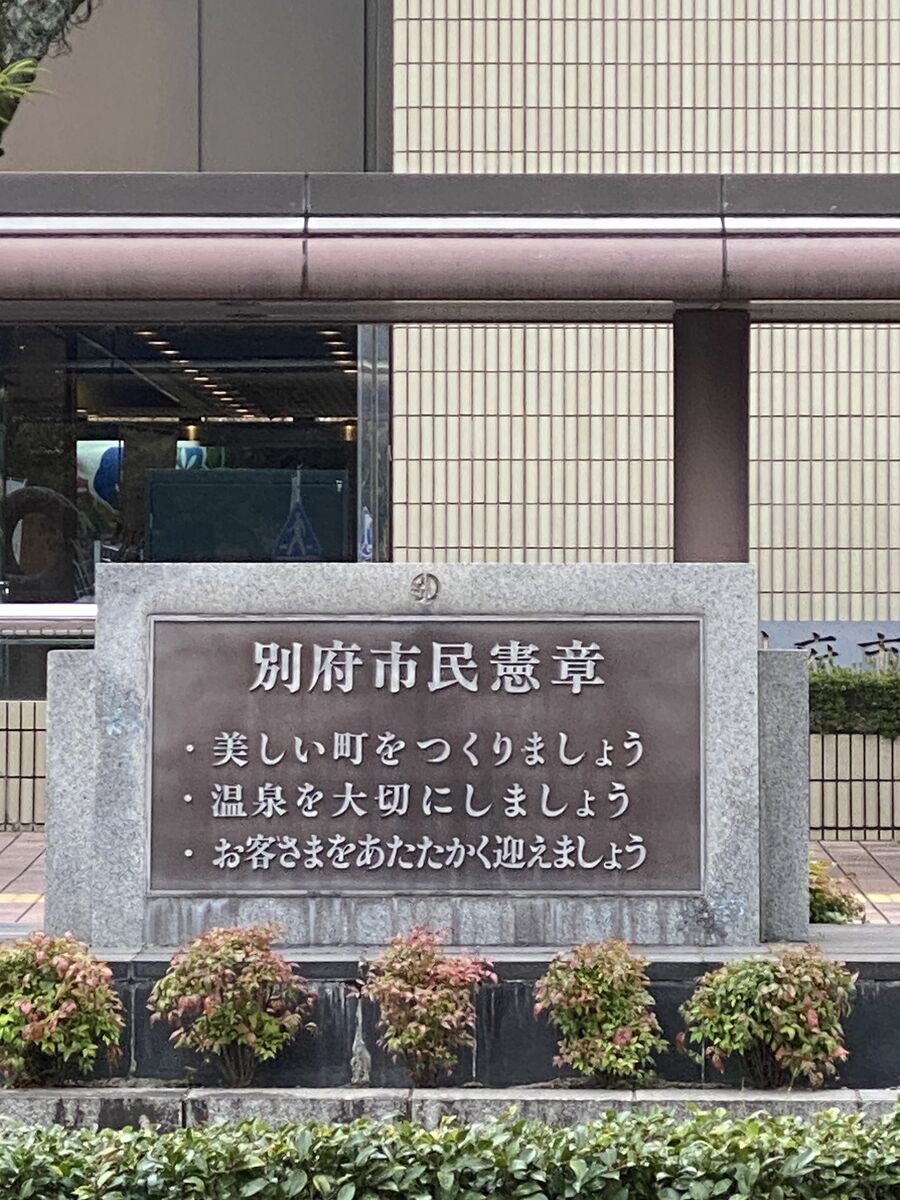 別府市民憲章
・美しい町をつくりましょう
・温泉を大切にしましょう
・お客さまをあたたかく迎えましょう
府市